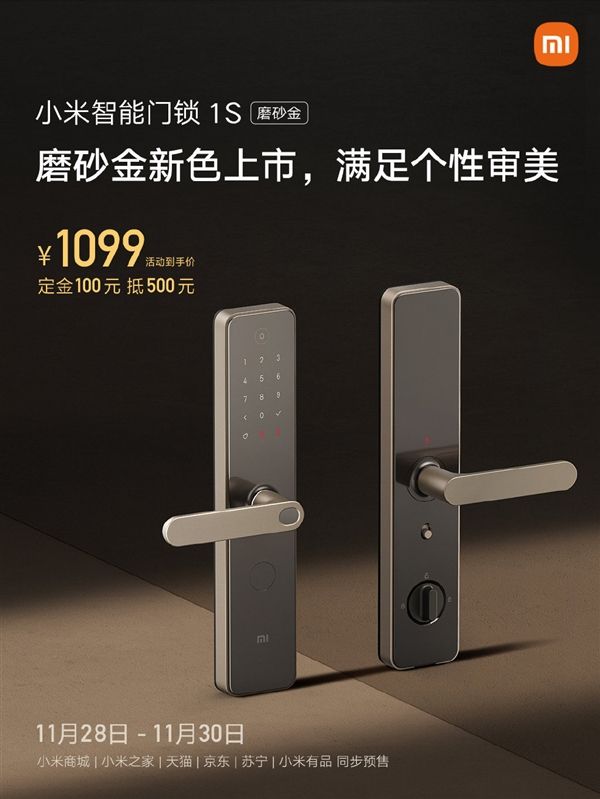 mi
小米智能门锁 1S 磨砂金
磨砂金新色上市，满足个性审美
¥1099 活动到手价
定金100元 抵500元
1 2 3
4 5 6
7 8 9
0
mi
11月28日 - 11月30日
小米商城 | 小米之家 | 天猫 | 京东 | 苏宁 | 小米有品 同步预售